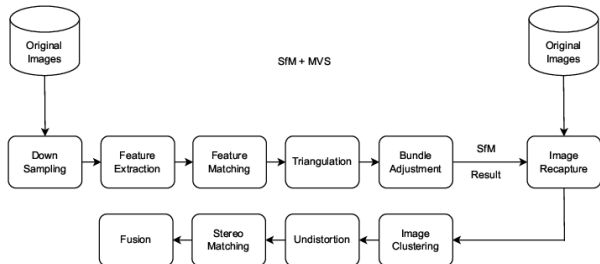 Original
Images
SfM + MVS
Original
Images
Down
Sampling
Feature
Extraction
Feature
Matching
Triangulation
Bundle
Adjustment
SfM
Result
Image
Recapture
Fusion
Stereo
Matching
Undistortion
Image
Clustering